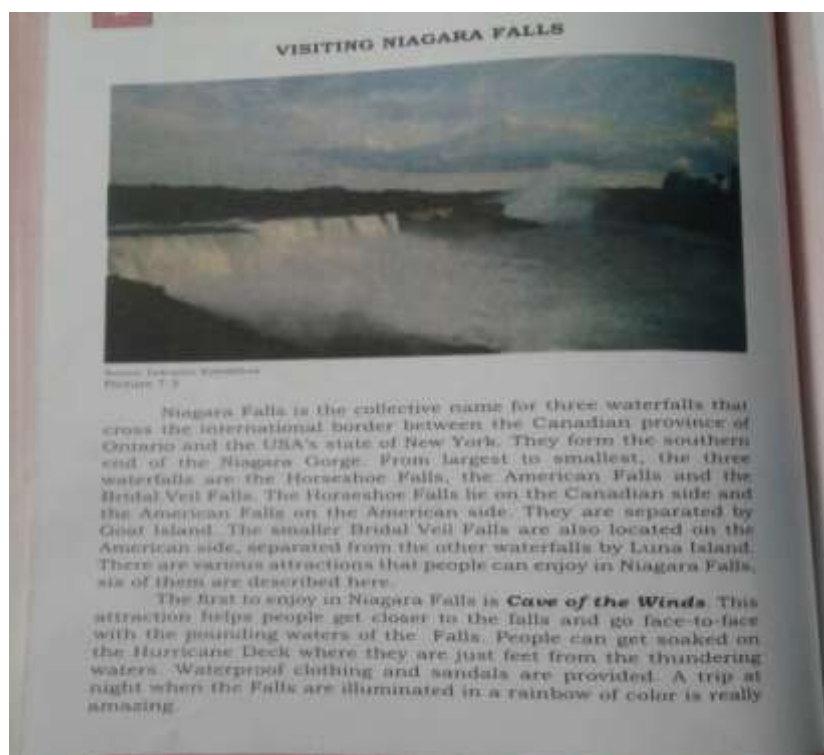 VISITING NIAGARA FALLS
Picture 7.3
Niagara Falls is the collective name for three waterfalls that
cross the international border between the Canadian province of
Ontario and the USA's state of New York. They form the southern
end of the Niagara Gorge. From largest to smallest, the three
waterfalls are the Horseshoe Falls, the American Falls and the
Bridal Veil Falls. The Horseshoe Falls lie on the Canadian side and
the American Falls on the American side. They are separated by
Goat Island. The smaller Bridal Veil Falls are also located on the
American side, separated from the other waterfalls by Luna Island.
There are various attractions that people can enjoy in Niagara Falls,
six of them are described here.
The first to enjoy in Niagara Falls is Cave of the Winds. This
attraction helps people get closer to the falls and go face-to-face
with the pounding waters of the Falls. People can get soaked on
the Hurricane Deck where they are just feet from the thundering
waters. Waterproof clothing and sandals are provided. A trip at
night when the Falls are illuminated in a rainbow of color is really
amazing.